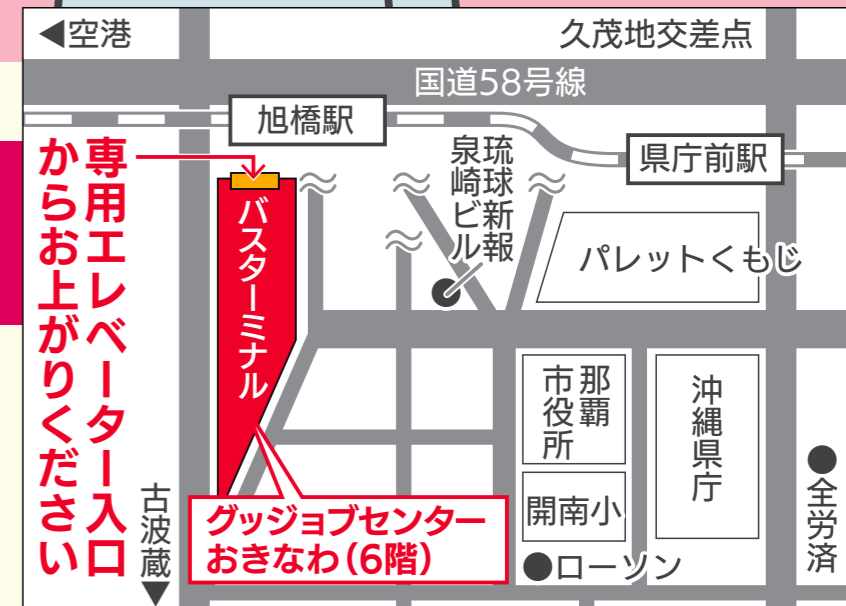 ◀空港
久茂地交差点
国道58号線
旭橋駅
県庁前駅
専用エレベーター入口
からお上がりください
バスターミナル
琉球新報
泉崎ビル
パレットくもじ
那覇
市役所
沖縄県庁
開南小
●ローソン
●全労済
グッジョブセンター
おきなわ（6階）
古波蔵▼